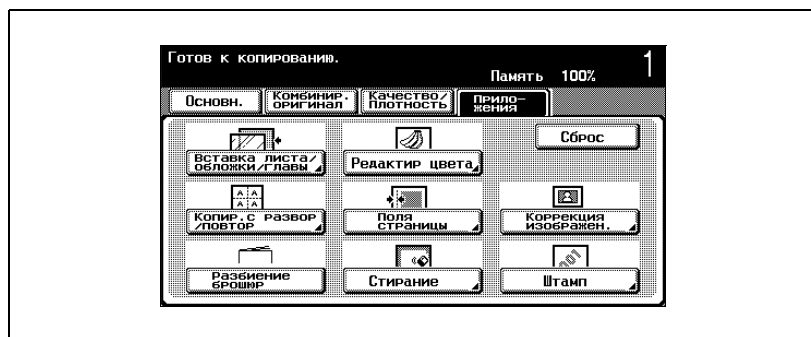 Готов к копированию.
Память 100% 1
Основн.
Комбинир.
оригинал
Качество/
Плотность
Прило-
жения
Сброс
Вставка листа/
обложки/главы
Редактир цвета
Копир.с развор
/повтор
Поля
страницы
Коррекция
изображен.
Разбиение
брошюр
Стирание
Штамп